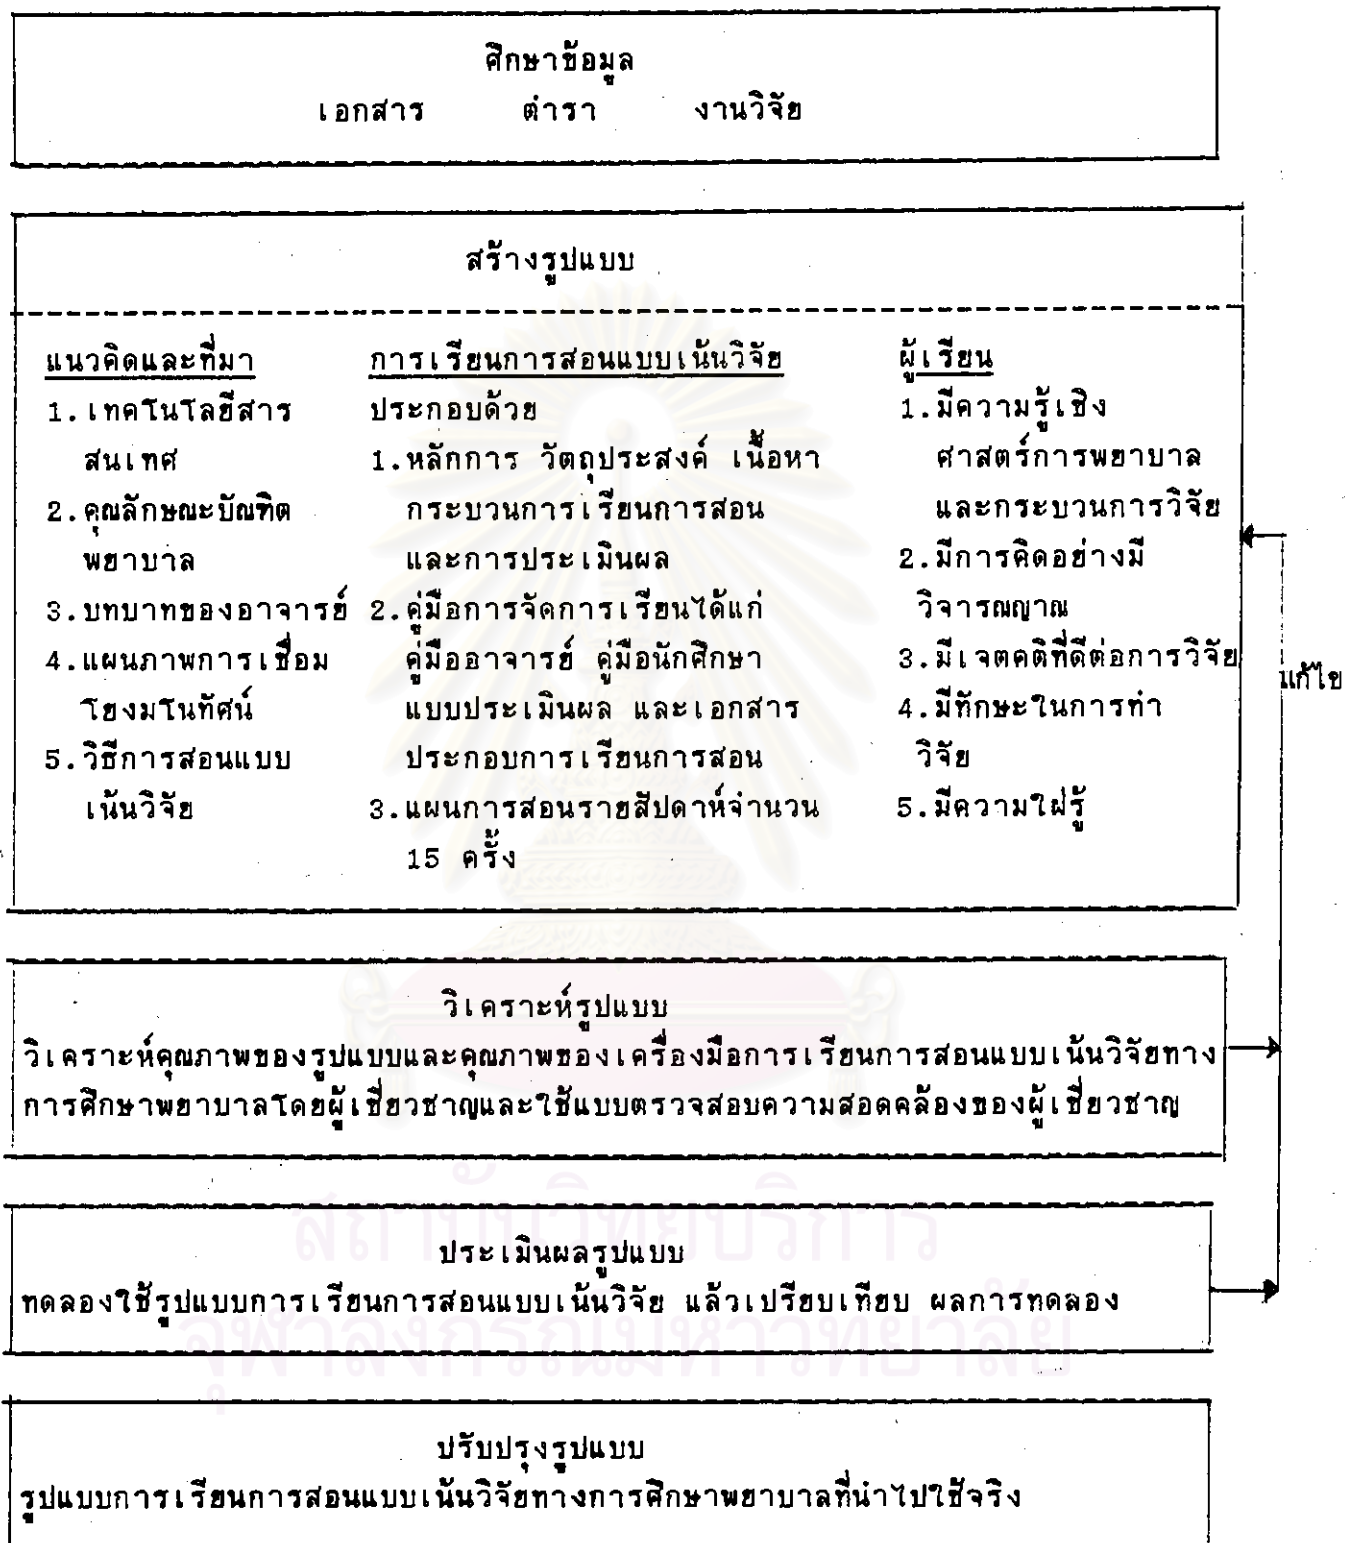 ศึกษาข้อมูล
เอกสาร ตำรา งานวิจัย
สร้างรูปแบบ
แนวคิดและที่มา
1.เทคโนโลยีสาร
สนเทศ
2.คุณลักษณะบัณฑิต
พยาบาล
3.บทบาทของอาจารย์
4.แผนภาพการเชื่อม
โยงมโนทัศน์
5.วิธีการสอนแบบ
เน้นวิจัย
การเรียนการสอนแบบเน้นวิจัย
ประกอบด้วย
1.หลักการ วัตถุประสงค์ เนื้อหา
กระบวนการเรียนการสอน
และการประเมินผล
2.คู่มือการจัดการเรียนได้แก่
คู่มืออาจารย์ คู่มือนักศึกษา
แบบประเมินผล และเอกสาร
ประกอบการเรียนการสอน
3.แผนการสอนรายสัปดาห์จำนวน
15 ครั้ง
ผู้เรียน
1.มีความรู้เชิง
ศาสตร์การพยาบาล
และกระบวนการวิจัย
2.มีการคิดอย่างมี
วิจารณญาณ
3.มีเจตคติที่ดีต่อการวิจัย
4.มีทักษะในการทำ
วิจัย
5.มีความใฝ่รู้
แก้ไข
วิเคราะห์รูปแบบ
วิเคราะห์คุณภาพของรูปแบบและคุณภาพของเครื่องมือการเรียนการสอนแบบเน้นวิจัยทาง
การศึกษาพยาบาลโดยผู้เชี่ยวชาญและใช้แบบตรวจสอบความสอดคล้องของผู้เชี่ยวชาญ
สถาบันวิทยบริการ
ประเมินผลรูปแบบ
ทดลองใช้รูปแบบการเรียนการสอนแบบเน้นวิจัย แล้วเปรียบเทียบ ผลการทดลอง
จุฬาลงกรณ์มหาวิทยาลัย
ปรับปรุงรูปแบบ
รูปแบบการเรียนการสอนแบบเน้นวิจัยทางการศึกษาพยาบาลที่นำไปใช้จริง